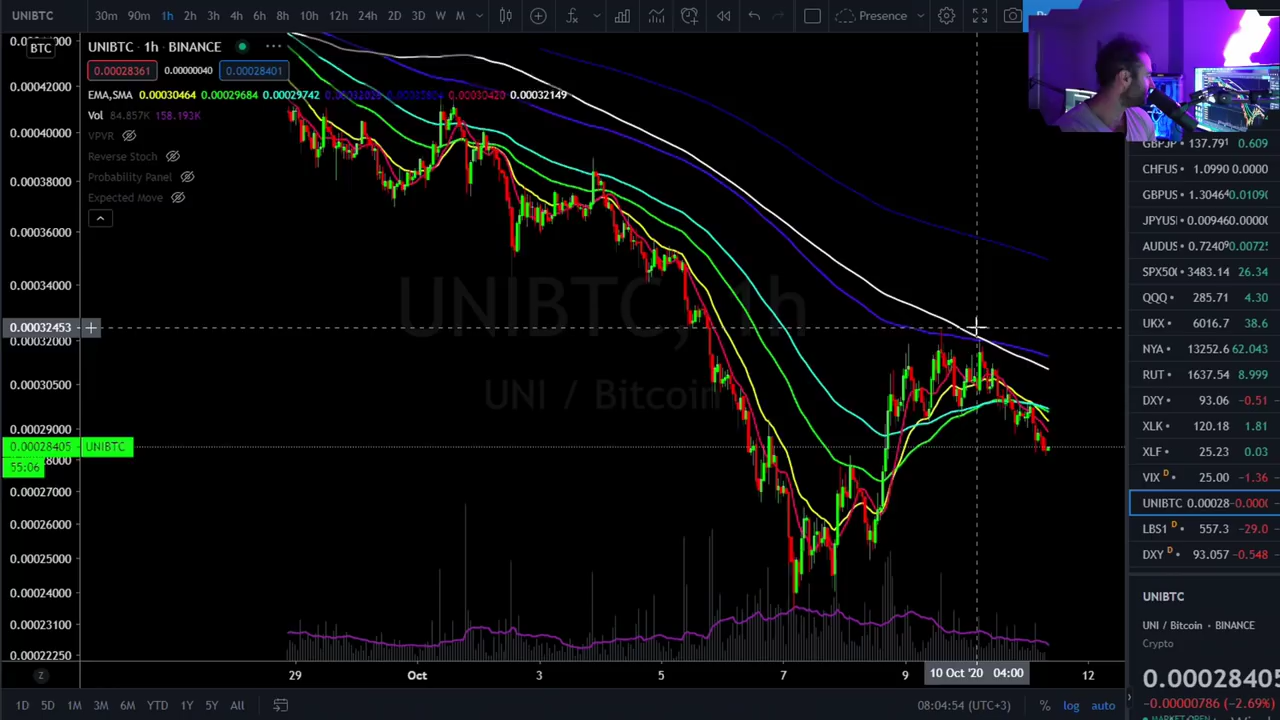 UNIBTC 30m 90m 1h 2h 3h 4h 6h 8h 10h 12h 24h 2D 3D W M Presence
BTC
UNIBTC · 1h · BINANCE
0.00028361 0.00000040 0.00028401
EMA,SMA 0.00030464 0.00029684 0.00029742 0.00030420 0.00032149
Vol 84.857K 158.193K
VPVR
Reverse Stoch
Probability Panel
Expected Move
UNIBTC, 1h
UNI / Bitcoin
0.00042000
0.00040000
0.00038000
0.00036000
0.00034000
0.00032453
0.00032000
0.00030500
0.00029000
0.00028405 UNIBTC
55:06
0.00027000
0.00026000
0.00025000
0.00024000
0.00023100
0.00022250
Z 29 Oct 3 5 7 9 10 Oct '20 04:00 12
1D 5D 1M 3M 6M YTD 1Y 5Y All 08:04:54 (UTC+3) % log auto
GBPJP 137.791 0.609
CHFUS 1.0990 0.0000
GBPUS 1.3046 0.01090
JPYUS 0.009460 0.0000
AUDUS 0.7240 0.0072
SPX500 3483.14 26.34
QQQ 285.71 4.30
UKX 6016.7 38.6
NYA 13252.6 62.043
RUT 1637.54 8.999
DXY 93.06 -0.51
XLK 120.18 1.81
XLF 25.23 0.03
VIX D 25.00 -1.36
UNIBTC 0.00028 -0.000
LBS1 D 557.3 -29.0
DXY D 93.057 -0.548
UNIBTC
UNI / Bitcoin · BINANCE
Crypto
0.00028405
-0.00000786 (-2.69%)